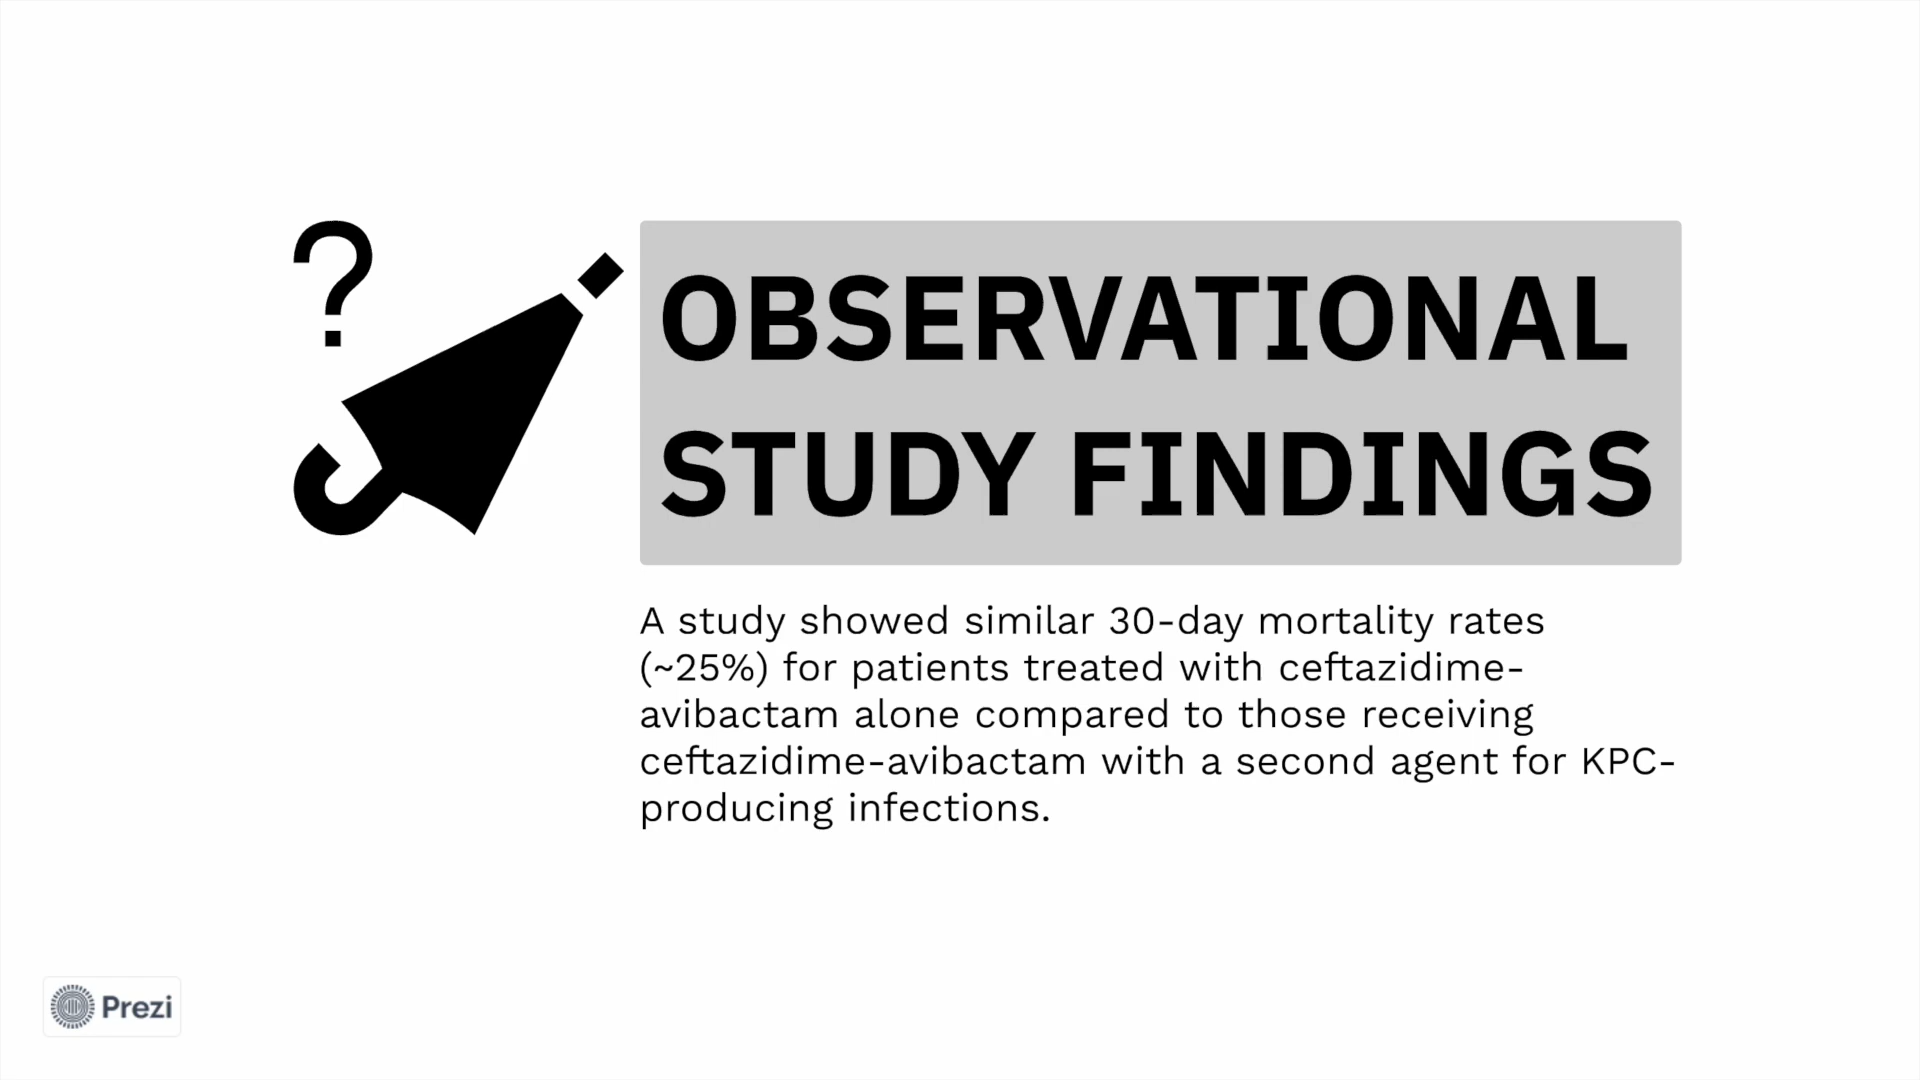 ?
OBSERVATIONAL
STUDY FINDINGS
A study showed similar 30-day mortality rates
(~25%) for patients treated with ceftazidime-
avibactam alone compared to those receiving
ceftazidime-avibactam with a second agent for KPC-
producing infections.
Prezi